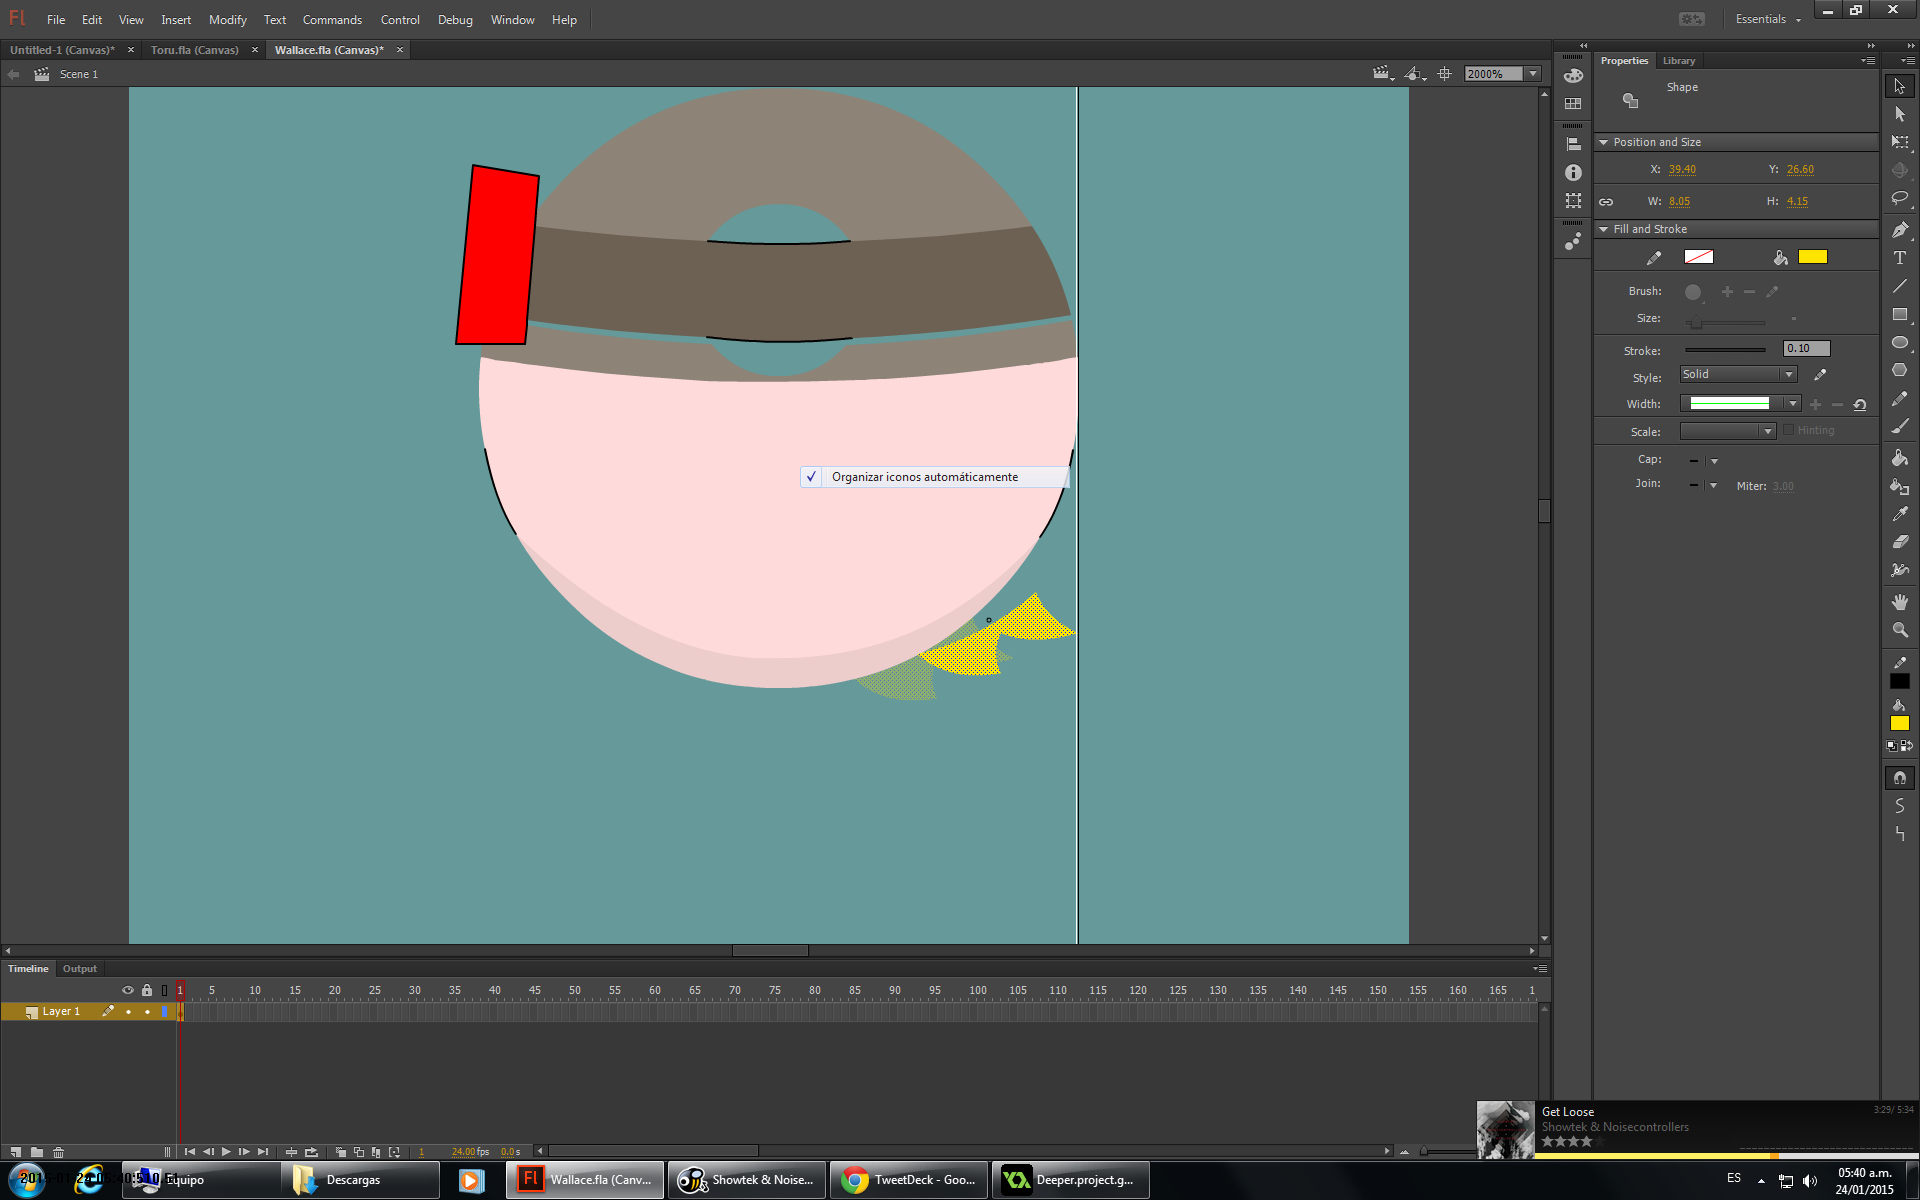 Fl File Edit View Insert Modify Text Commands Control Debug Window Help Essentials
Untitled-1 (Canvas)* × Toru.fla (Canvas) × Wallace.fla (Canvas)* ×
Scene 1
2000%
Properties Library
Shape
Position and Size
X: 39.40 Y: 26.60
W: 8.05 H: 4.15
Fill and Stroke
Brush:
Size:
Stroke: 0.10
Style: Solid
Width:
Scale: Hinting
Cap:
Join: Miter: 3.00
Organizar iconos automáticamente
Timeline Output
1 5 10 15 20 25 30 35 40 45 50 55 60 65 70 75 80 85 90 95 100 105 110 115 120 125 130 135 140 145 150 155 160 165 1
Layer 1
1 24.00 fps 0.0 s
Get Loose 3:29/ 5:34
Showtek & Noisecontrollers
Equipo
Descargas
Fl Wallace.fla (Canv...
Showtek & Noise...
TweetDeck - Goo...
Deeper.project.g...
ES
05:40 a.m.
24/01/2015